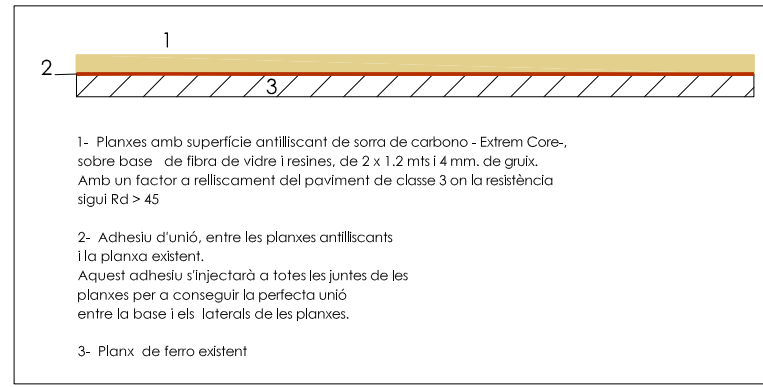 1
2
3
1- Planxes amb superfície antilliscant de sorra de carbono - Extrem Core-,
sobre base de fibra de vidre i resines, de 2 x 1.2 mts i 4 mm. de gruix.
Amb un factor a relliscament del paviment de classe 3 on la resistència
sigui Rd > 45
2- Adhesiu d'unió, entre les planxes antilliscants
i la planxa existent.
Aquest adhesiu s'injectarà a totes les juntes de les
planxes per a conseguir la perfecta unió
entre la base i els laterals de les planxes.
3- Planx de ferro existent